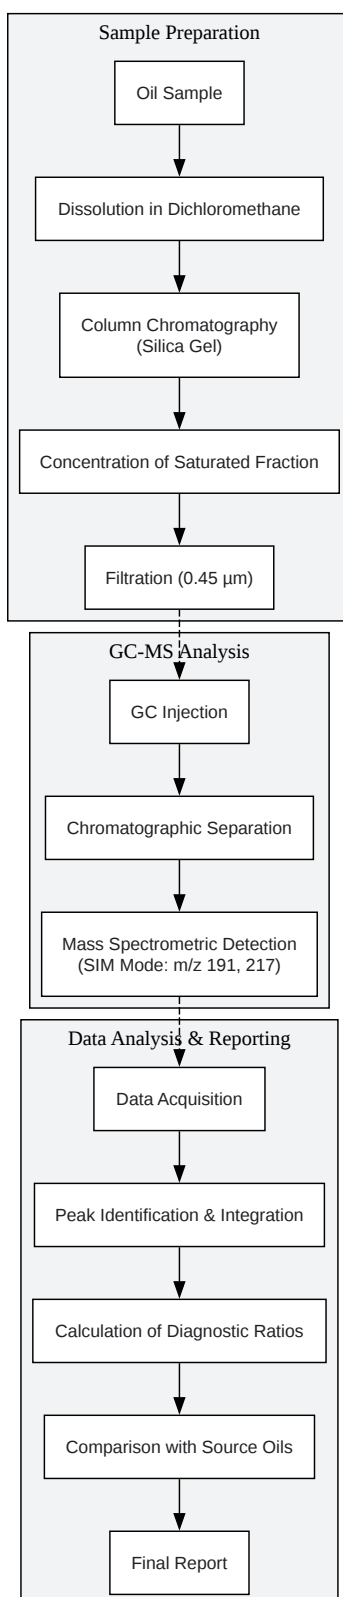 Sample Preparation
Oil Sample
Dissolution in Dichloromethane
Column Chromatography
(Silica Gel)
Concentration of Saturated Fraction
Filtration (0.45 µm)
GC-MS Analysis
GC Injection
Chromatographic Separation
Mass Spectrometric Detection
(SIM Mode: m/z 191, 217)
Data Analysis & Reporting
Data Acquisition
Peak Identification & Integration
Calculation of Diagnostic Ratios
Comparison with Source Oils
Final Report